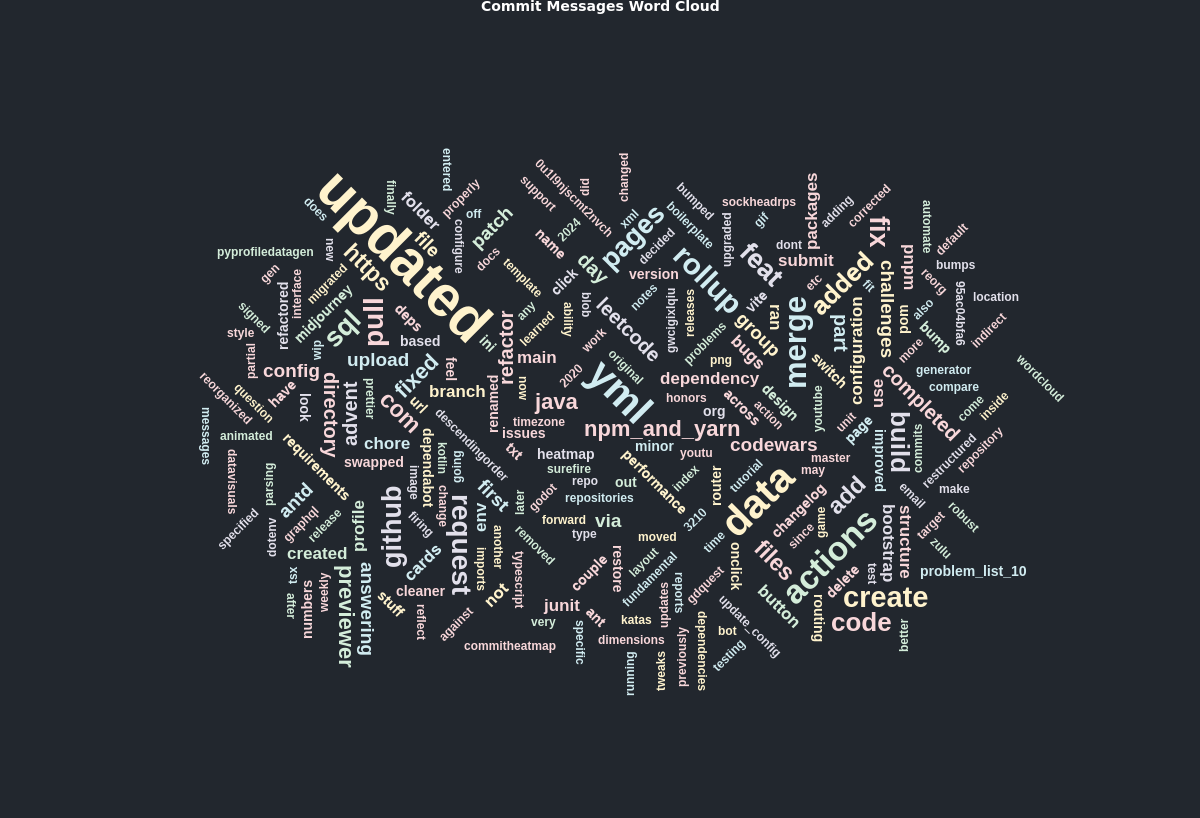 Commit Messages Word Cloud
entered
finally
does
folder
properly
off
updated
file
configure
patch
docs
pyprofiledatagen
new
https
gen
interface
migrated
midjourney
signed
refactored
sql
pull
deps
based
ini
style
partial
wip
upload
config
0u1l9njscmt2nvch
support
did
changed
name
2024
xml
pages
decided
bumped
boilerplate
sockheadrps
upgraded
gif
packages
adding
corrected
dont
feat
submit
etc
day
click
template
any
blob
notes
version
rollup
vite
learned
ability
leetcode
gwcigixlqiu
releases
problems
group
ran
bugs
png
work
original
refactor
main
fix
automate
default
pnpm
reorg
bumps
added
fit
challenges
95ac04bfa6
location
merge
part
configuration
non
also
bump
indirect
more
generator
compare
wordcloud
switch
use
completed
come
inside
reorganized
question
have
directory
look
advent
prettier
fixed
feel
url
branch
com
renamed
nou
2020
java
timezone
issues
txt
descendingorder
yml
dependency
honors
org
across
action
design
youtube
npm_and_yarn
codewars
minor
youtu
unit
page
master
may
improved
build
commits
restructured
repository
messages
animated
requirements
datavisuals
parsing
chore
swapped
dependabot
kotlin
going
image
change
heatmap
surefire
repo
repositories
out
performance
index
router
tutorial
data
changelog
add
email
make
specified
antd
graphql
release
opentv
profile
github
firing
request
first
vue
later
godot
forward
via
type
moved
3210
time
since
game
files
actions
bootstrap
structure
target
robust
zulu
created
cards
another
imports
removed
typescript
restore
layout
couple
fundamental
onclick
test
problem_list_10
fsx
after
numbers
weekly
previewer
answering
stuff
cleaner
reflect
not
against
junit
ant
very
katas
reports
updates
gdquest
button
delete
create
code
routing
better
commitheatmap
specific
dimensions
running
tweaks
previously
dependencies
bot
update_config
testing